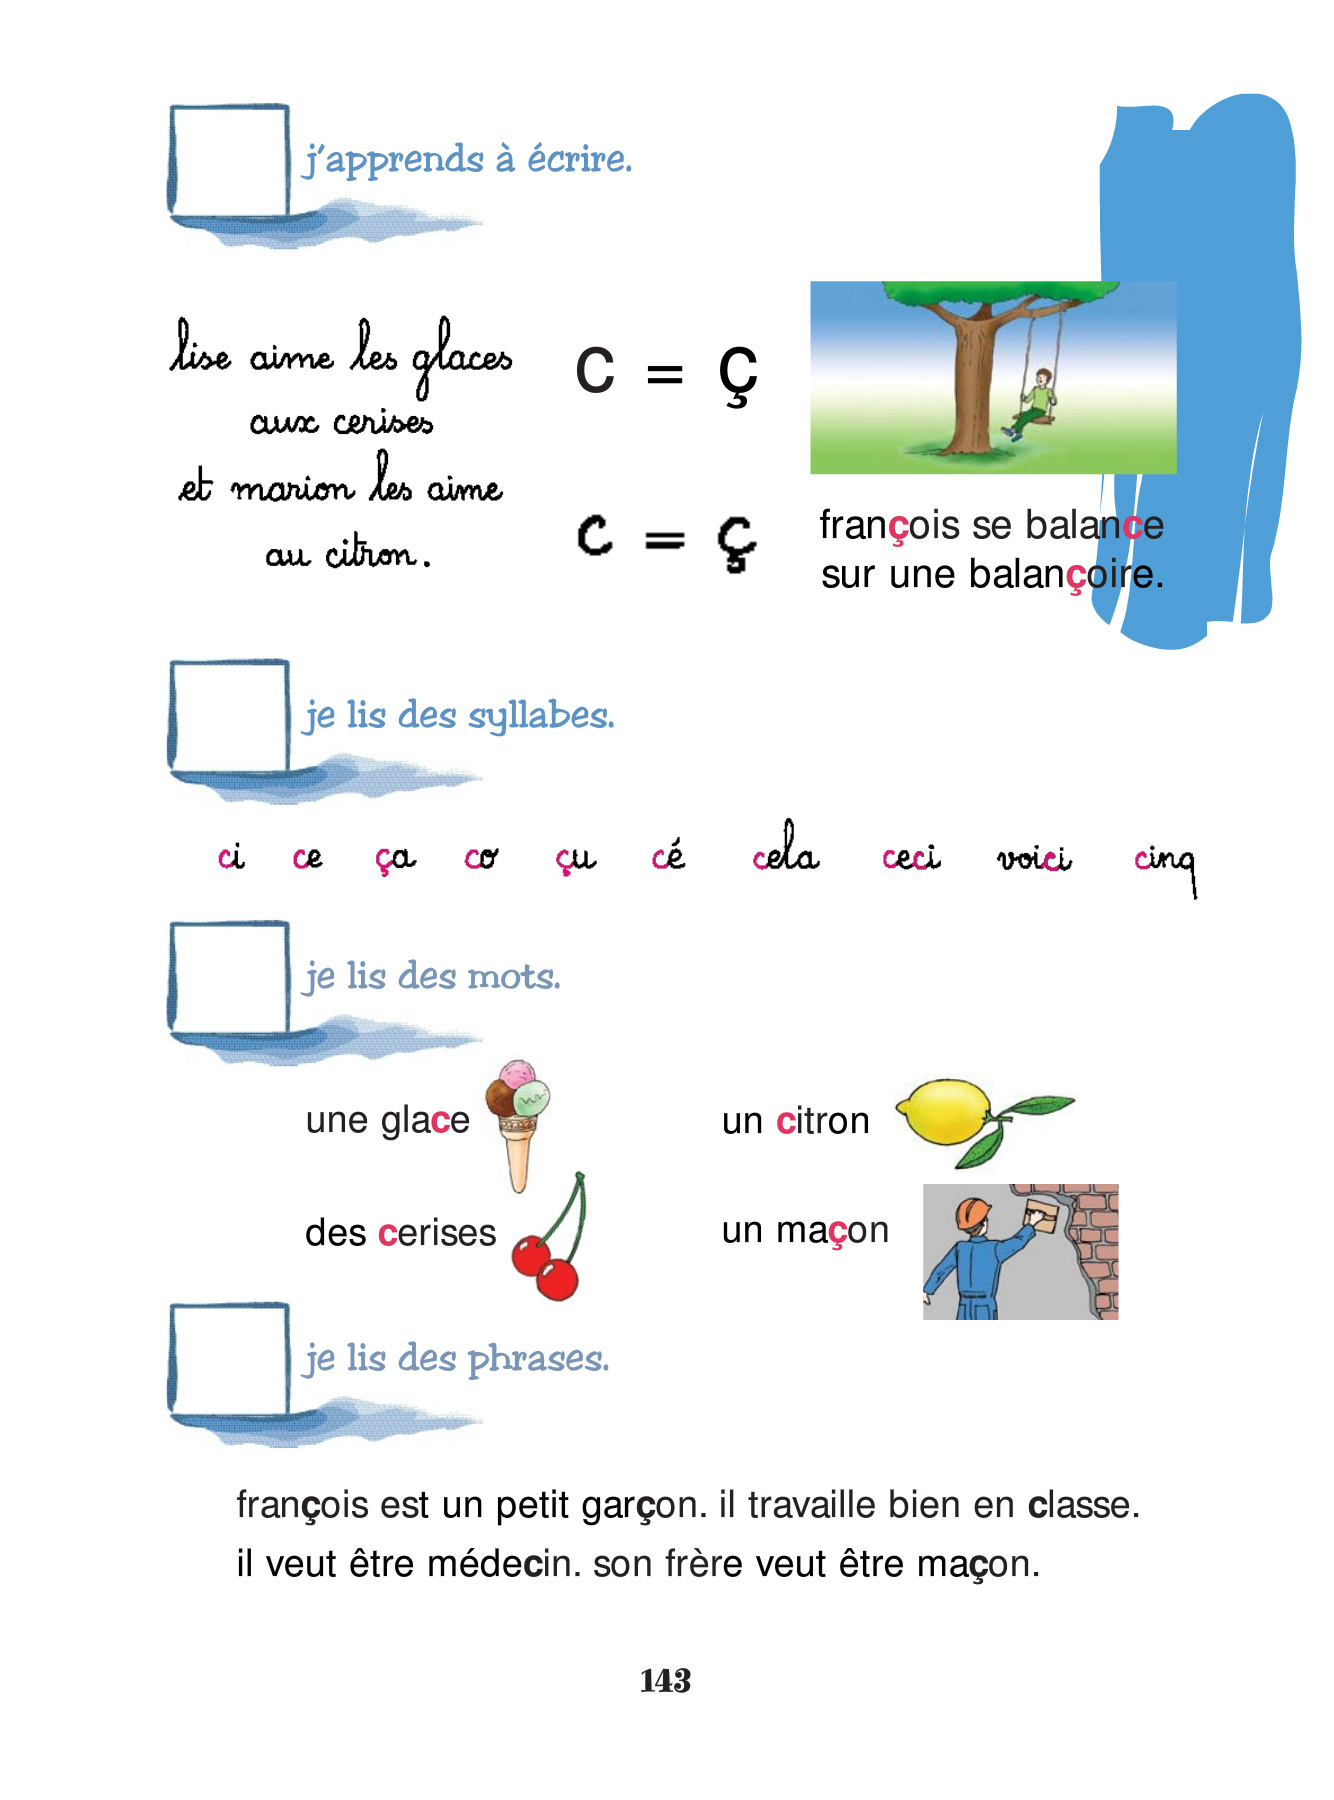 j'apprends à écrire.
lise aime les glaces
aux cerises
et marion les aime
au citron.
c = ç
c = ç
françois se balance
sur une balançoire.
je lis des syllabes.
ci ce ça co çu cé cela ceci voici cinq
je lis des mots.
une glace
un citron
des cerises
un maçon
je lis des phrases.
françois est un petit garçon. il travaille bien en classe.
il veut être médecin. son frère veut être maçon.
143